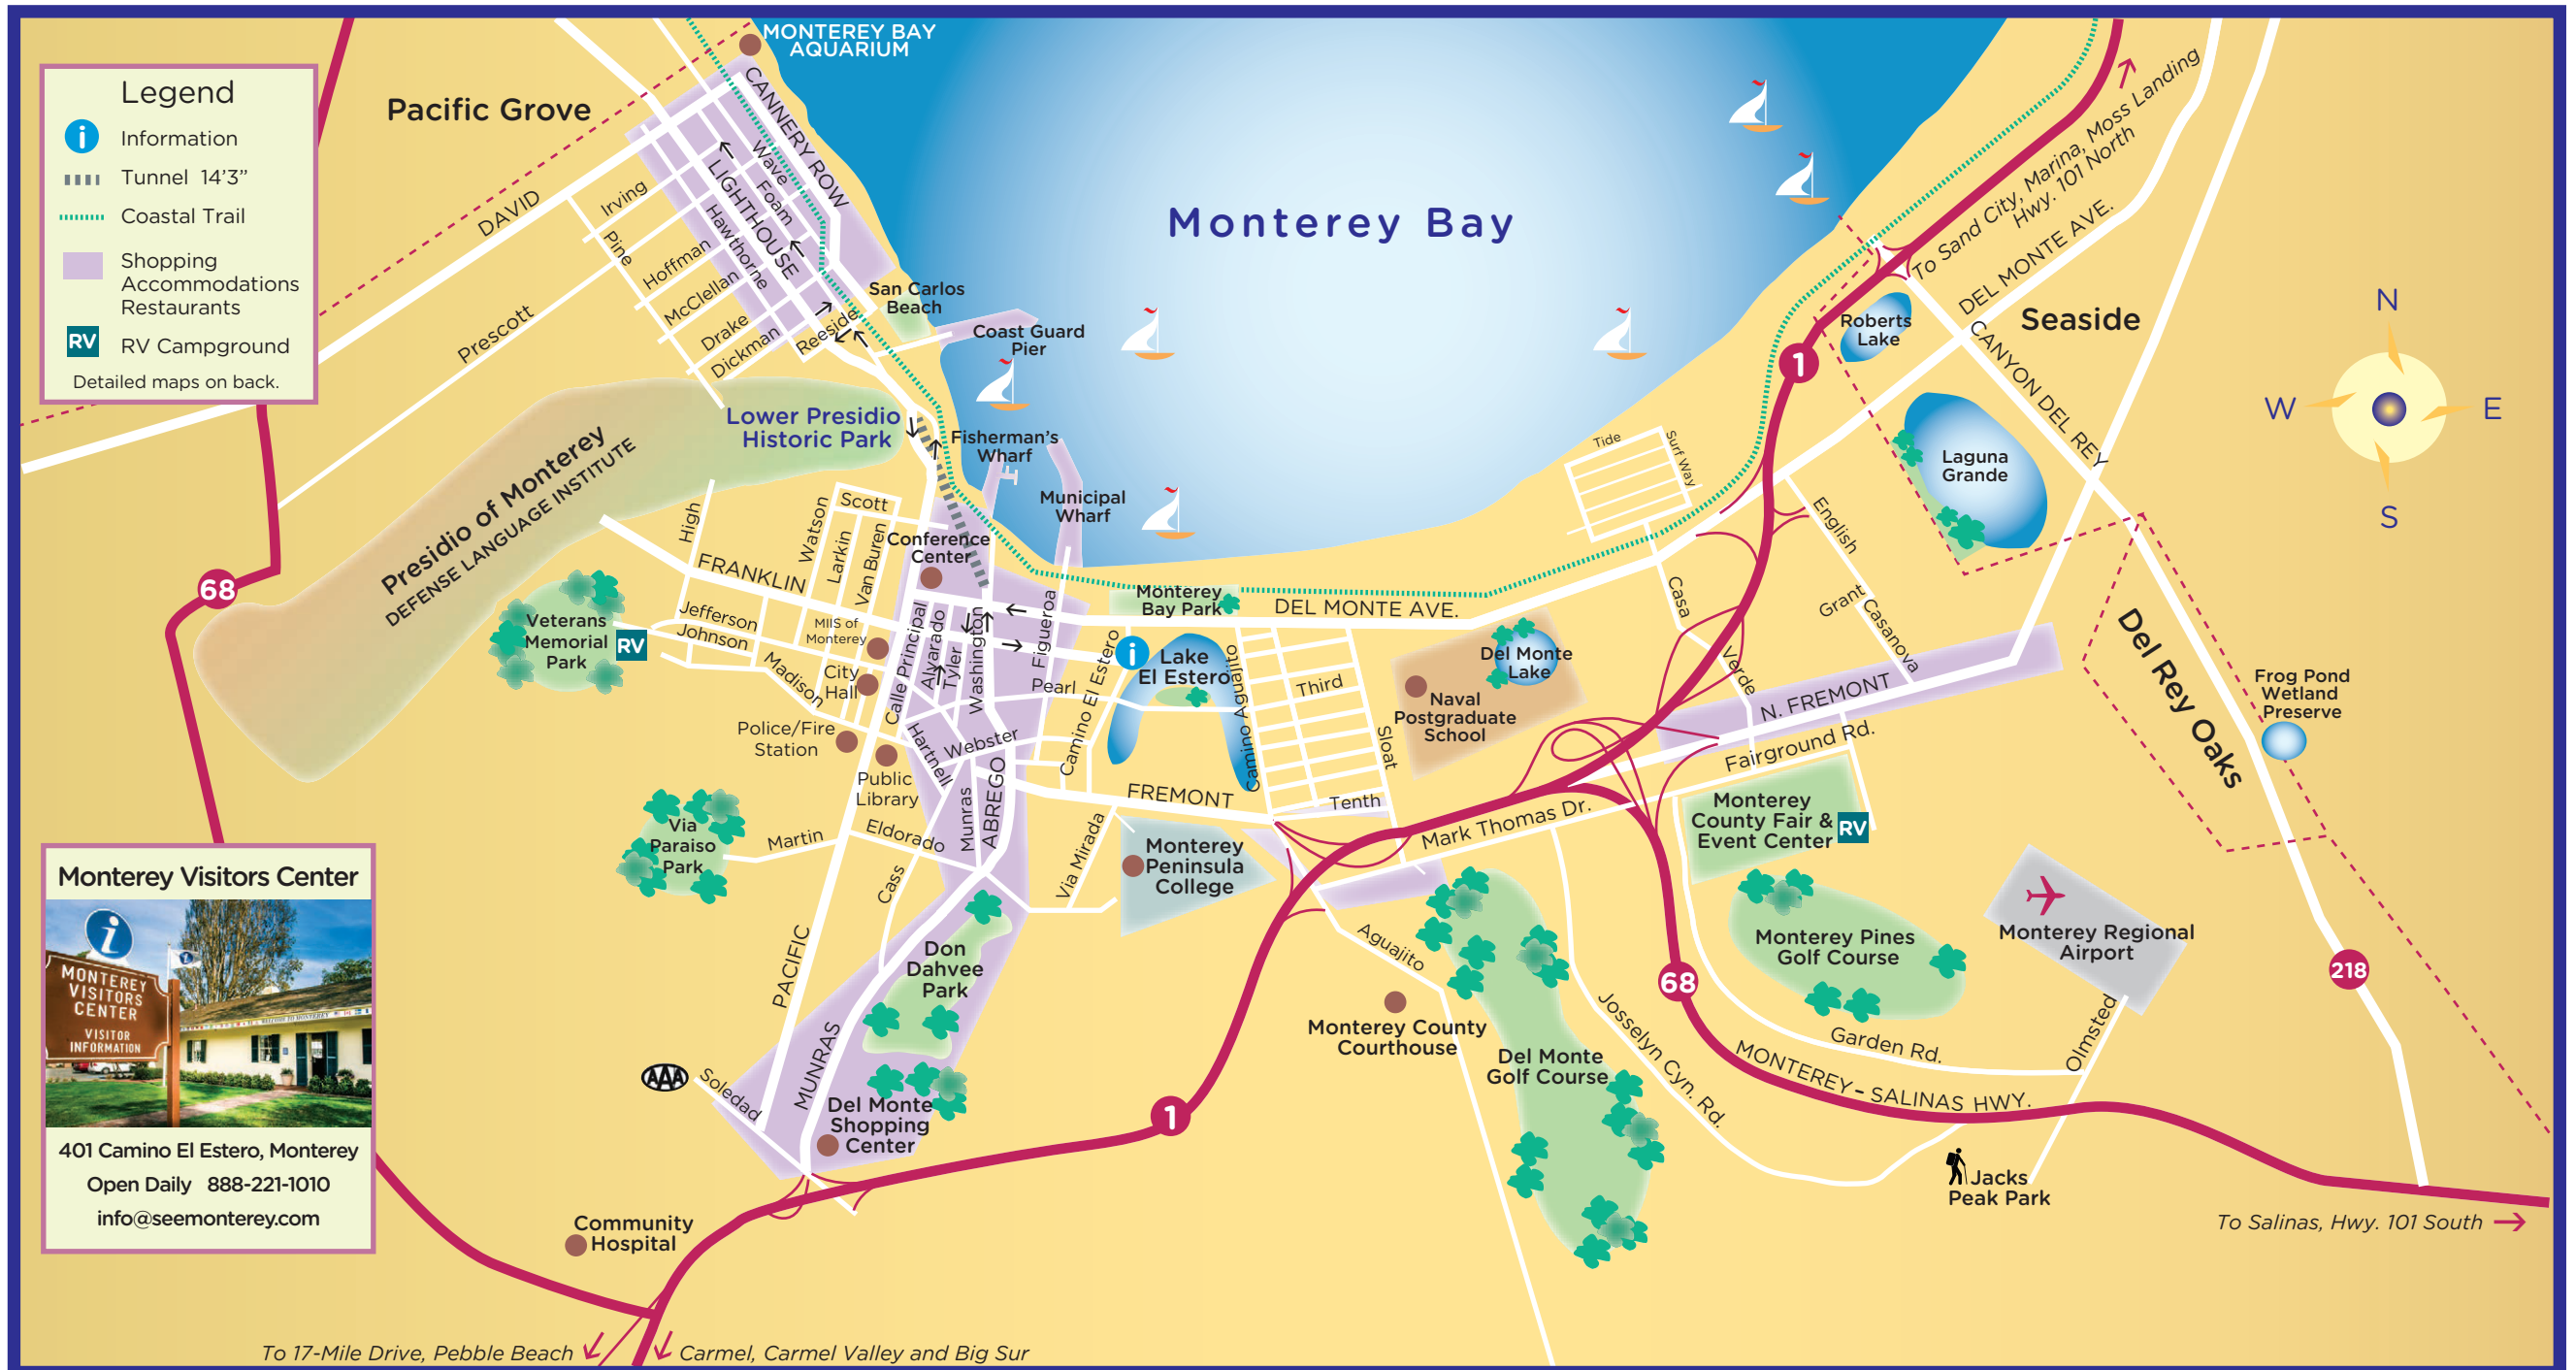 Legend
i
Information
Tunnel 14'3"
Coastal Trail
Shopping
Accommodations
Restaurants
RV
RV Campground
Detailed maps on back.
MONTEREY BAY
AQUARIUM
Pacific Grove
CANNERY ROW
Wave
Foam
LIGHTHOUSE
Hawthorne
DAVID
Irving
Pine
Hoffman
McClellan
Prescott
Drake
Dickman
Reeside
San Carlos
Beach
Coast Guard
Pier
Monterey Bay
To Sand City, Marina, Moss Landing
Hwy. 101 North
DEL MONTE AVE.
Roberts
Lake
Seaside
CANYON DEL REY
1
N
W
E
S
Laguna
Grande
Lower Presidio
Historic Park
Fisherman's
Wharf
Municipal
Wharf
Presidio of Monterey
DEFENSE LANGUAGE INSTITUTE
Tide
Surf Way
High
Watson
Scott
Larkin
Van Buren
Conference
Center
FRANKLIN
68
Veterans
Memorial
Park
RV
Jefferson
Johnson
Madison
MIIS of
Monterey
City
Hall
Calle Principal
Alvarado
Tyler
Washington
Figueroa
Pearl
Camino El Estero
i
Monterey
Bay Park
DEL MONTE AVE.
Lake
El Estero
Camino Aguajito
Third
Sloat
Del Monte
Lake
Naval
Postgraduate
School
Casa
Verde
English
Grant
Casanova
N. FREMONT
Fairground Rd.
Del Rey Oaks
Frog Pond
Wetland
Preserve
Police/Fire
Station
Public
Library
Hartnell
Webster
Munras
ABREGO
FREMONT
Tenth
Mark Thomas Dr.
Monterey
County Fair &
Event Center
RV
Via
Paraiso
Park
Martin
Eldorado
Cass
Via Mirada
Monterey
Peninsula
College
Monterey Regional
Airport
Monterey Pines
Golf Course
Don
Dahvee
Park
PACIFIC
MUNRAS
Aguajito
Monterey County
Courthouse
68
218
Josselyn Cyn. Rd.
Garden Rd.
Olmsted
MONTEREY - SALINAS HWY.
Del Monte
Golf Course
AAA
Soledad
Del Monte
Shopping
Center
1
Jacks
Peak Park
To Salinas, Hwy. 101 South
Community
Hospital
Monterey Visitors Center
i
MONTEREY
VISITORS
CENTER
VISITOR
INFORMATION
401 Camino El Estero, Monterey
Open Daily 888-221-1010
info@seemonterey.com
To 17-Mile Drive, Pebble Beach
Carmel, Carmel Valley and Big Sur